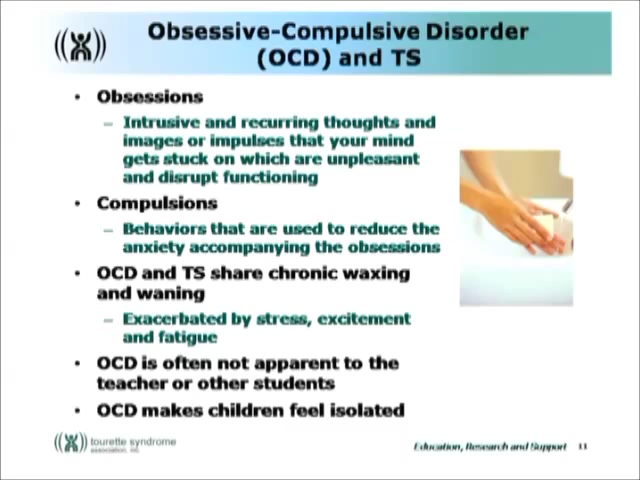 Obsessive-Compulsive Disorder
(OCD) and TS
• Obsessions
– Intrusive and recurring thoughts and
images or impulses that your mind
gets stuck on which are unpleasant
and disrupt functioning
• Compulsions
– Behaviors that are used to reduce the
anxiety accompanying the obsessions
• OCD and TS share chronic waxing
and waning
– Exacerbated by stress, excitement
and fatigue
• OCD is often not apparent to the
teacher or other students
• OCD makes children feel isolated
tourette syndrome
association, inc.
Education, Research and Support 11